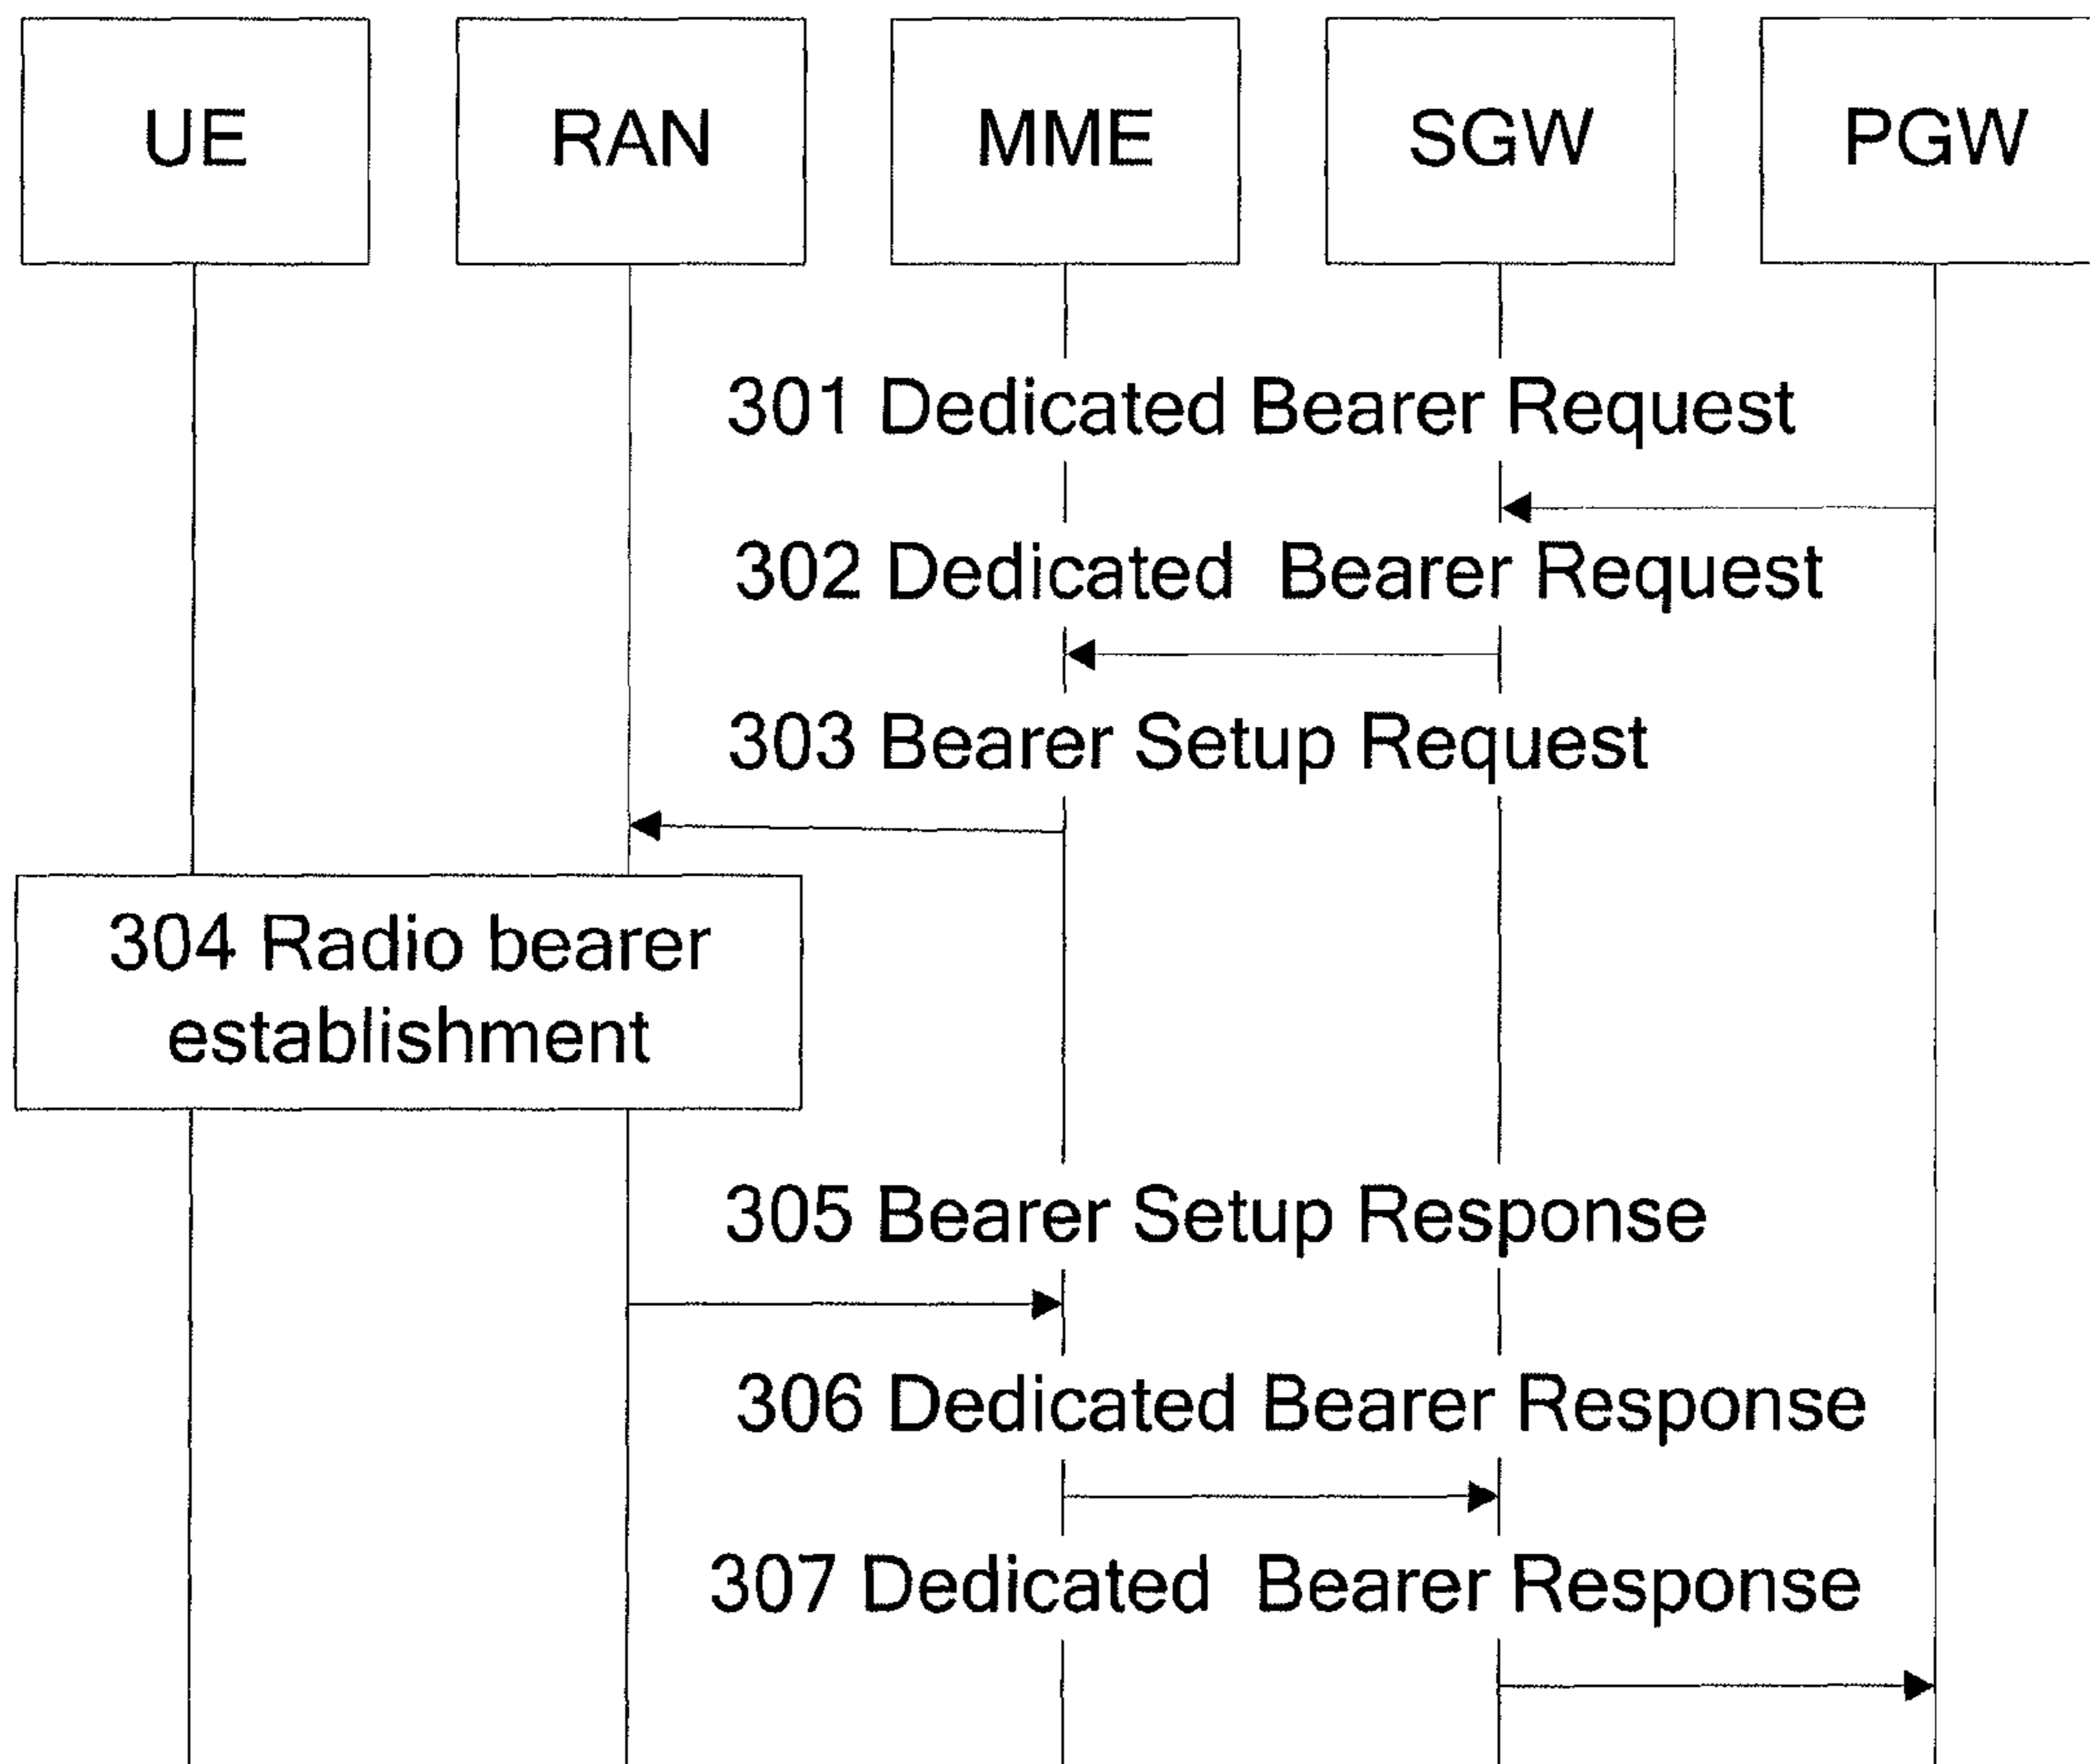 UE
RAN
MME
SGW
PGW
301 Dedicated Bearer Request
302 Dedicated Bearer Request
303 Bearer Setup Request
304 Radio bearer
establishment
305 Bearer Setup Response
306 Dedicated Bearer Response
307 Dedicated Bearer Response